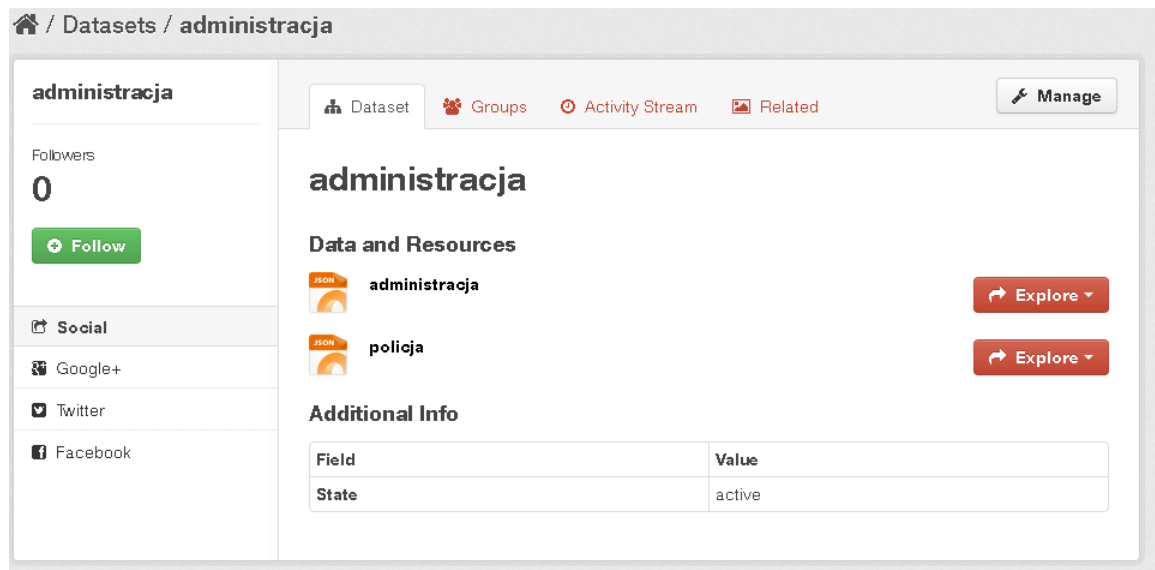 / Datasets / administracja
administracja
Followers
0
Follow
Social
Google+
Twitter
Facebook
Dataset Groups Activity Stream Related
Manage
administracja
Data and Resources
JSON administracja Explore
JSON policja Explore
Additional Info
Field Value
State active